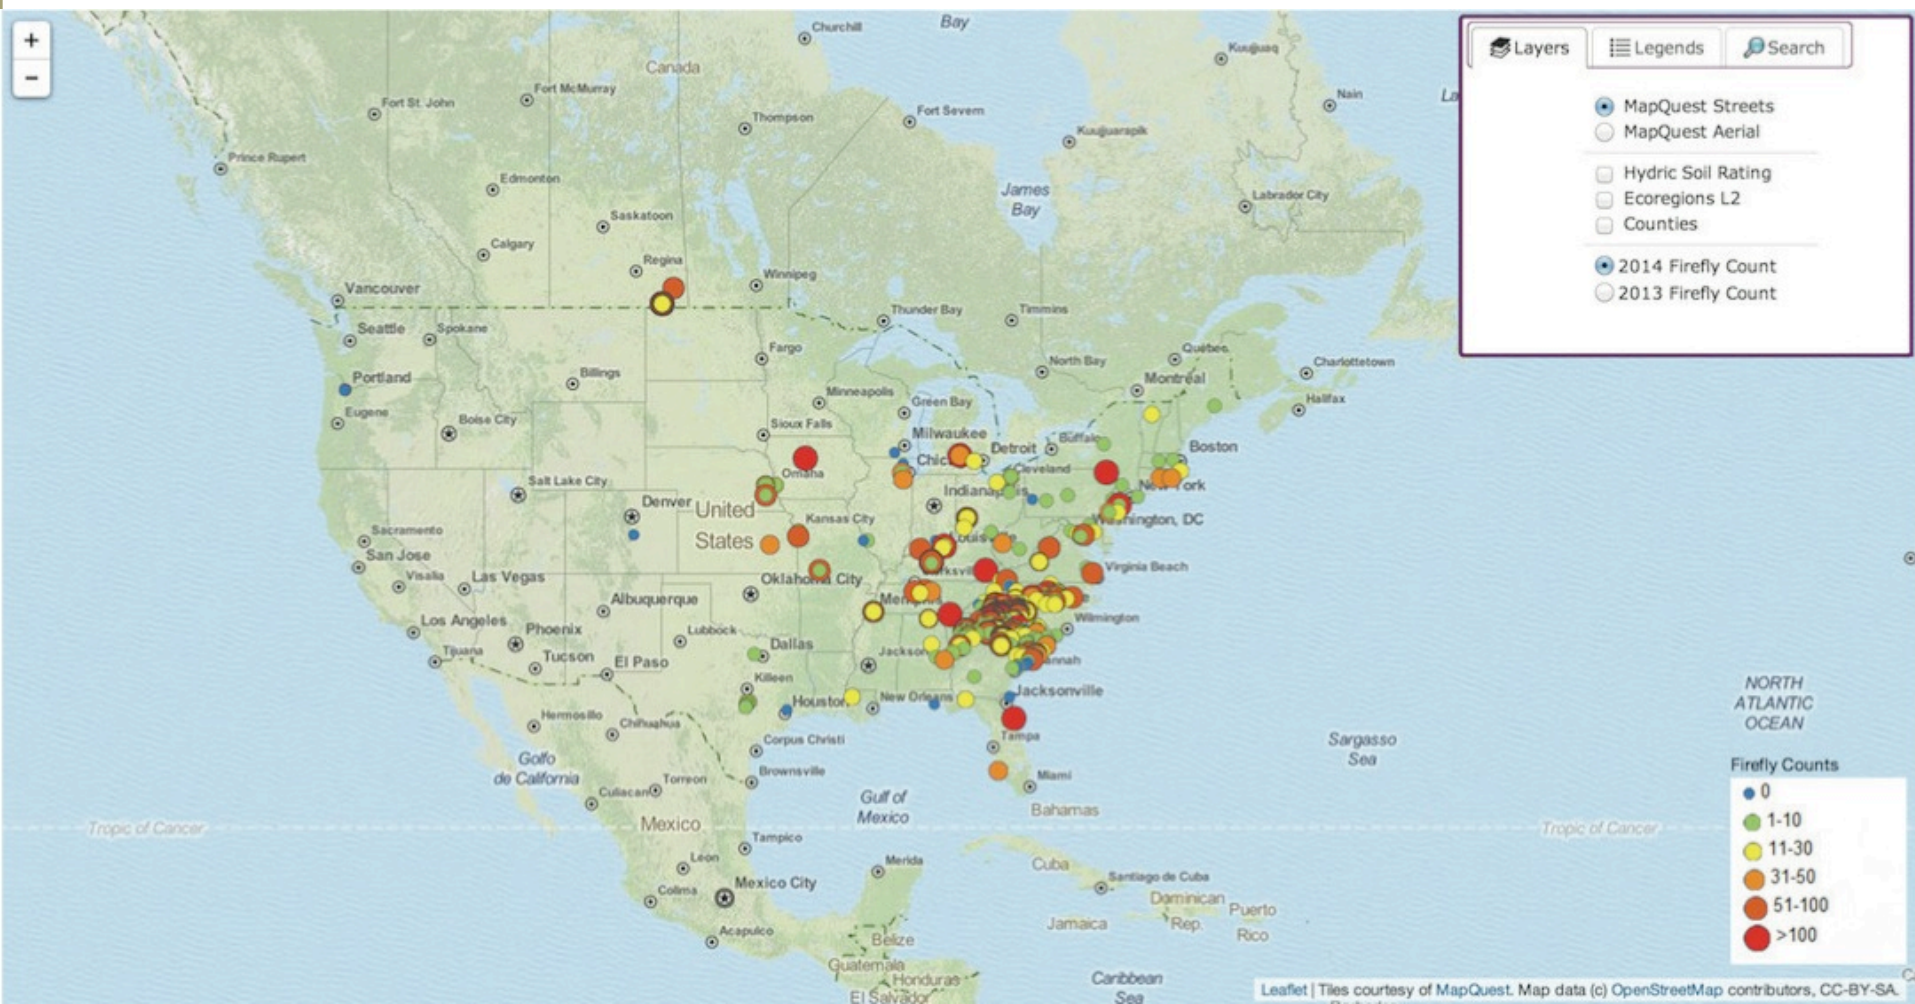 +
−
Layers
Legends
Search
MapQuest Streets
MapQuest Aerial
Hydric Soil Rating
Ecoregions L2
Counties
2014 Firefly Count
2013 Firefly Count
Churchill
Bay
Kuujjuaq
Canada
Fort McMurray
Fort St. John
Nain
La
Thompson
Fort Severn
Kuujjuarapik
Prince Rupert
Edmonton
James
Bay
Labrador City
Saskatoon
Calgary
Regina
Winnipeg
Vancouver
Thunder Bay
Timmins
Seattle
Spokane
Fargo
North Bay
Québec
Charlottetown
Portland
Billings
Montréal
Minneapolis
Green Bay
Halifax
Eugene
Boise City
Sioux Falls
Milwaukee
Detroit
Buffalo
Boston
Chic
Cleveland
Omaha
Salt Lake City
Denver
United
States
Kansas City
Washington, DC
Sacramento
San Jose
Visalia
Las Vegas
Virginia Beach
Oklahoma City
Albuquerque
Wilmington
Los Angeles
Phoenix
Lubbock
Dallas
Jackson
Tijuana
Tucson
El Paso
annah
Killeen
Houston
New Orleans
Jacksonville
NORTH
ATLANTIC
OCEAN
Hermosillo
Chihuahua
Tampa
Corpus Christi
Sargasso
Sea
Golfo
de California
Torreon
Brownsville
Miami
Culiacan
Gulf of
Mexico
Bahamas
Mexico
Tropic of Cancer
Tropic of Cancer
Tampico
Leon
Merida
Cuba
Mexico City
Santiago de Cuba
Colima
Dominican
Rep.
Puerto
Rico
Jamaica
Acapulco
Belize
Guatemala
Honduras
El Salvador
Caribbean
Sea
Firefly Counts
0
1-10
11-30
31-50
51-100
>100
Leaflet | Tiles courtesy of MapQuest. Map data (c) OpenStreetMap contributors, CC-BY-SA.